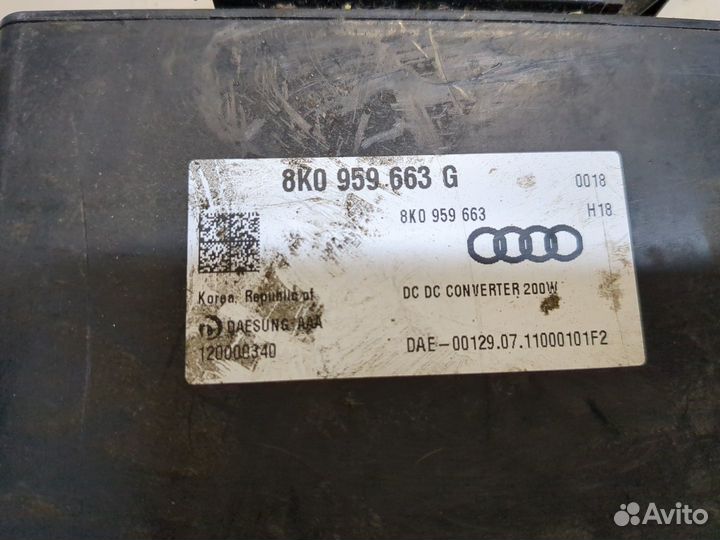 8K0 959 663 G
0018
8K0 959 663
H18
Korea, Republic of
DC DC CONVERTER 200W
DAESUNG AAA
120000340
DAE-00129.07.11000101F2
Avito